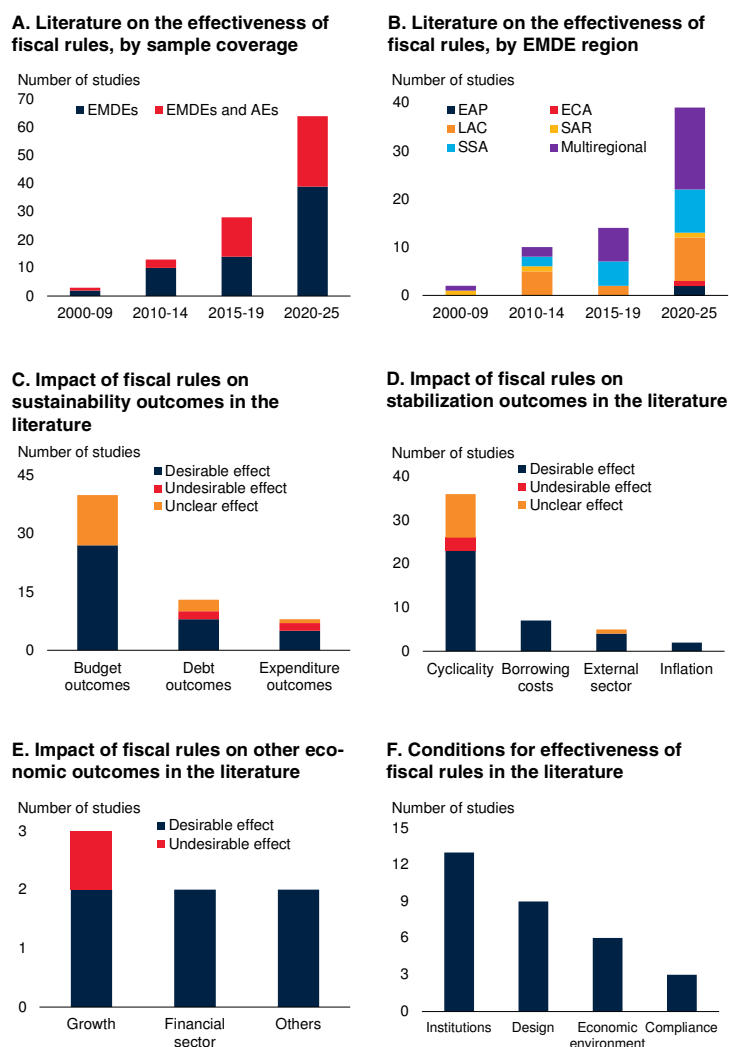 A. Literature on the effectiveness of
fiscal rules, by sample coverage
Number of studies
70
60
50
40
30
20
10
0
EMDEs
EMDEs and AEs
2000-09
2010-14
2015-19
2020-25
B. Literature on the effectiveness of
fiscal rules, by EMDE region
Number of studies
40
30
20
10
0
EAP
ECA
LAC
SAR
SSA
Multiregional
2000-09
2010-14
2015-19
2020-25
C. Impact of fiscal rules on
sustainability outcomes in the
literature
Number of studies
45
30
15
0
Desirable effect
Undesirable effect
Unclear effect
Budget
outcomes
Debt
outcomes
Expenditure
outcomes
D. Impact of fiscal rules on
stabilization outcomes in the literature
Number of studies
40
30
20
10
0
Desirable effect
Undesirable effect
Unclear effect
Cyclicality
Borrowing
costs
External
sector
Inflation
E. Impact of fiscal rules on other eco-
nomic outcomes in the literature
Number of studies
3
2
1
0
Desirable effect
Undesirable effect
Growth
Financial
sector
Others
F. Conditions for effectiveness of
fiscal rules in the literature
Number of studies
15
12
9
6
3
0
Institutions
Design
Economic
environment
Compliance